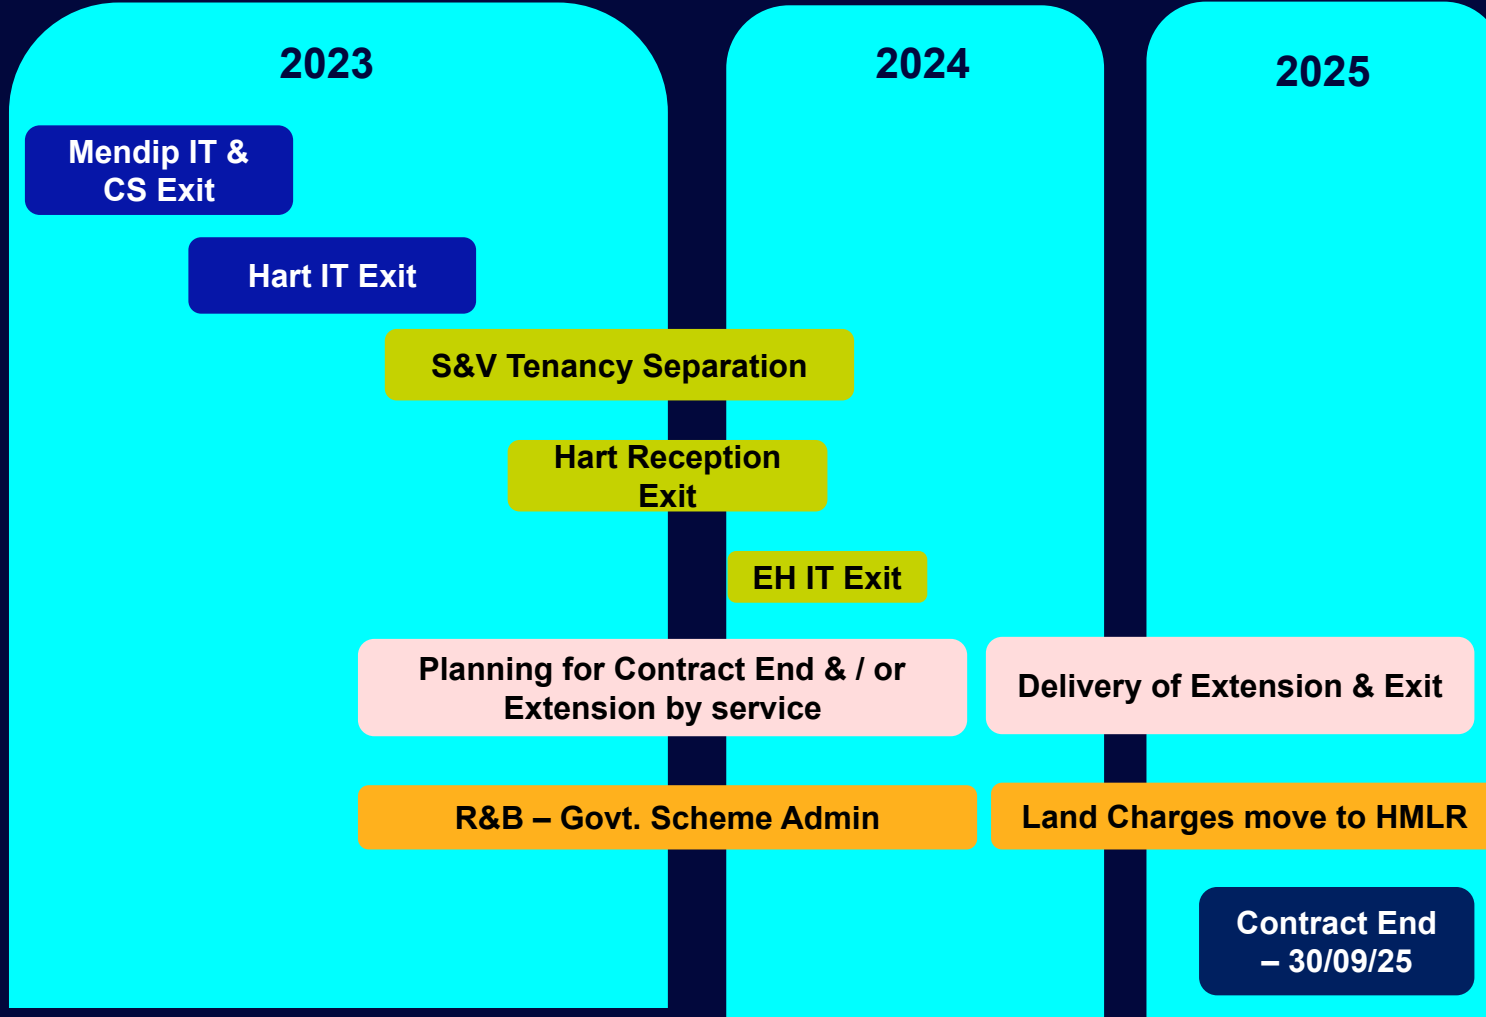 2023
2024
2025
Mendip IT &
CS Exit
Hart IT Exit
S&V Tenancy Separation
Hart Reception
Exit
EH IT Exit
Planning for Contract End & / or
Extension by service
Delivery of Extension & Exit
R&B – Govt. Scheme Admin
Land Charges move to HMLR
Contract End
– 30/09/25